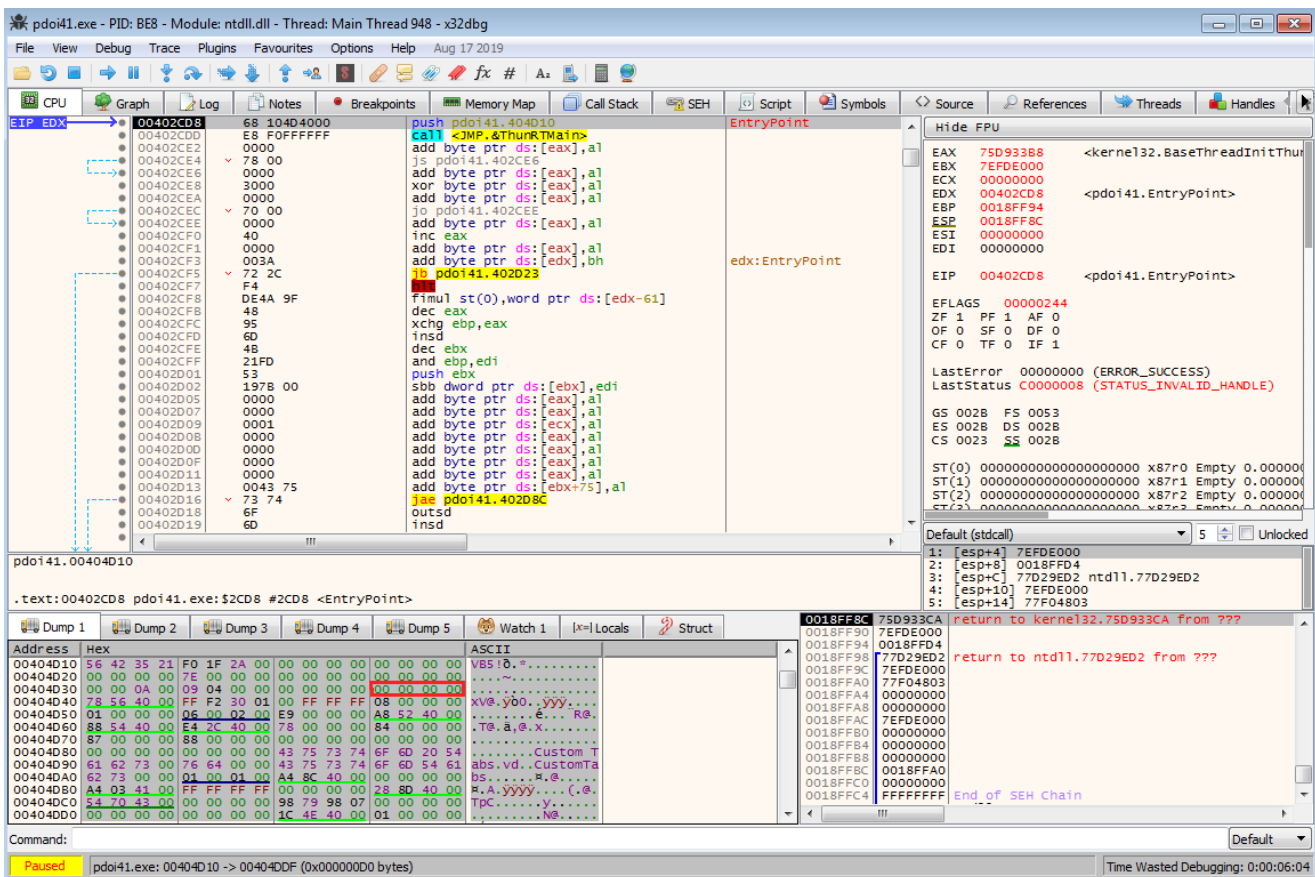 pdoi41.exe - PID: BE8 - Module: ntdll.dll - Thread: Main Thread 948 - x32dbg
File View Debug Trace Plugins Favourites Options Help Aug 17 2019
CPU Graph Log Notes Breakpoints Memory Map Call Stack SEH Script Symbols Source References Threads Handles
EIP EDX 00402CD8 68 104D4000 push pdoi41.404D10 EntryPoint
00402CDD E8 F0FFFFFF call <JMP.&ThunRTMain>
00402CE2 0000 add byte ptr ds:[eax],al
00402CE4 78 00 js pdoi41.402CE6
00402CE6 0000 add byte ptr ds:[eax],al
00402CE8 3000 xor byte ptr ds:[eax],al
00402CEA 0000 add byte ptr ds:[eax],al
00402CEC 70 00 jo pdoi41.402CEE
00402CEE 0000 add byte ptr ds:[eax],al
00402CF0 40 inc eax
00402CF1 0000 add byte ptr ds:[eax],al
00402CF3 003A add byte ptr ds:[edx],bh edx:EntryPoint
00402CF5 72 2C jb pdoi41.402D23
00402CF7 F4 hlt
00402CF8 DE4A 9F fimul st(0),word ptr ds:[edx-61]
00402CFB 48 dec eax
00402CFC 95 xchg ebp,eax
00402CFD 6D insd
00402CFE 4B dec ebx
00402CFF 21FD and ebp,edi
00402D01 53 push ebx
00402D02 197B 00 sbb dword ptr ds:[ebx],edi
00402D05 0000 add byte ptr ds:[eax],al
00402D07 0000 add byte ptr ds:[eax],al
00402D09 0001 add byte ptr ds:[ecx],al
00402D0B 0000 add byte ptr ds:[eax],al
00402D0D 0000 add byte ptr ds:[eax],al
00402D0F 0000 add byte ptr ds:[eax],al
00402D11 0000 add byte ptr ds:[eax],al
00402D13 0043 75 add byte ptr ds:[ebx+75],al
00402D16 73 74 jae pdoi41.402D8C
00402D18 6F outsd
00402D19 6D insd
Hide FPU
EAX 75D933B8 <kernel32.BaseThreadInitThun
EBX 7EFDE000
ECX 00000000
EDX 00402CD8 <pdoi41.EntryPoint>
EBP 0018FF94
ESP 0018FF8C
ESI 00000000
EDI 00000000
EIP 00402CD8 <pdoi41.EntryPoint>
EFLAGS 00000244
ZF 1 PF 1 AF 0
OF 0 SF 0 DF 0
CF 0 TF 0 IF 1
LastError 00000000 (ERROR_SUCCESS)
LastStatus C0000008 (STATUS_INVALID_HANDLE)
GS 002B FS 0053
ES 002B DS 002B
CS 0023 SS 002B
ST(0) 00000000000000000000 x87r0 Empty 0.000000
ST(1) 00000000000000000000 x87r1 Empty 0.000000
ST(2) 00000000000000000000 x87r2 Empty 0.000000
ST(3) 00000000000000000000 x87r3 Empty 0.000000
Default (stdcall) 5 Unlocked
1: [esp+4] 7EFDE000
2: [esp+8] 0018FFD4
3: [esp+C] 77D29ED2 ntdll.77D29ED2
4: [esp+10] 7EFDE000
5: [esp+14] 77F04803
pdoi41.00404D10
.text:00402CD8 pdoi41.exe:$2CD8 #2CD8 <EntryPoint>
Dump 1 Dump 2 Dump 3 Dump 4 Dump 5 Watch 1 [x=] Locals Struct
Address Hex ASCII
00404D10 56 42 35 21 F0 1F 2A 00 00 00 00 00 00 00 00 00 VB5!ð.*.........
00404D20 00 00 00 00 7E 00 00 00 00 00 00 00 00 00 00 00 ....~...........
00404D30 00 00 0A 00 09 04 00 00 00 00 00 00 00 00 00 00 ................
00404D40 78 56 40 00 FF F2 30 01 00 FF FF FF 08 00 00 00 xV@.ÿò0..ÿÿÿ....
00404D50 01 00 00 00 06 00 02 00 E9 00 00 00 A8 52 40 00 ........é...¨R@.
00404D60 88 54 40 00 E4 2C 40 00 78 00 00 00 84 00 00 00 .T@.ä,@.x.......
00404D70 87 00 00 00 88 00 00 00 00 00 00 00 00 00 00 00 ................
00404D80 00 00 00 00 00 00 00 00 43 75 73 74 6F 6D 20 54 ........Custom T
00404D90 61 62 73 00 76 64 00 00 43 75 73 74 6F 6D 54 61 abs.vd..CustomTa
00404DA0 62 73 00 00 01 00 01 00 A4 8C 40 00 00 00 00 00 bs......¤.@.....
00404DB0 A4 03 41 00 FF FF FF FF 00 00 00 00 28 8D 40 00 ¤.A.ÿÿÿÿ....(.@.
00404DC0 54 70 43 00 00 00 00 00 98 79 98 07 00 00 00 00 TpC......y......
00404DD0 00 00 00 00 00 00 00 00 1C 4E 40 00 01 00 00 00 .........N@.....
0018FF8C 75D933CA return to kernel32.75D933CA from ???
0018FF90 7EFDE000
0018FF94 0018FFD4
0018FF98 77D29ED2 return to ntdll.77D29ED2 from ???
0018FF9C 7EFDE000
0018FFA0 77F04803
0018FFA4 00000000
0018FFA8 00000000
0018FFAC 7EFDE000
0018FFB0 00000000
0018FFB4 00000000
0018FFB8 00000000
0018FFBC 0018FFA0
0018FFC0 00000000
0018FFC4 FFFFFFFF End of SEH Chain
Command: Default
Paused pdoi41.exe: 00404D10 -> 00404DDF (0x000000D0 bytes) Time Wasted Debugging: 0:00:06:04